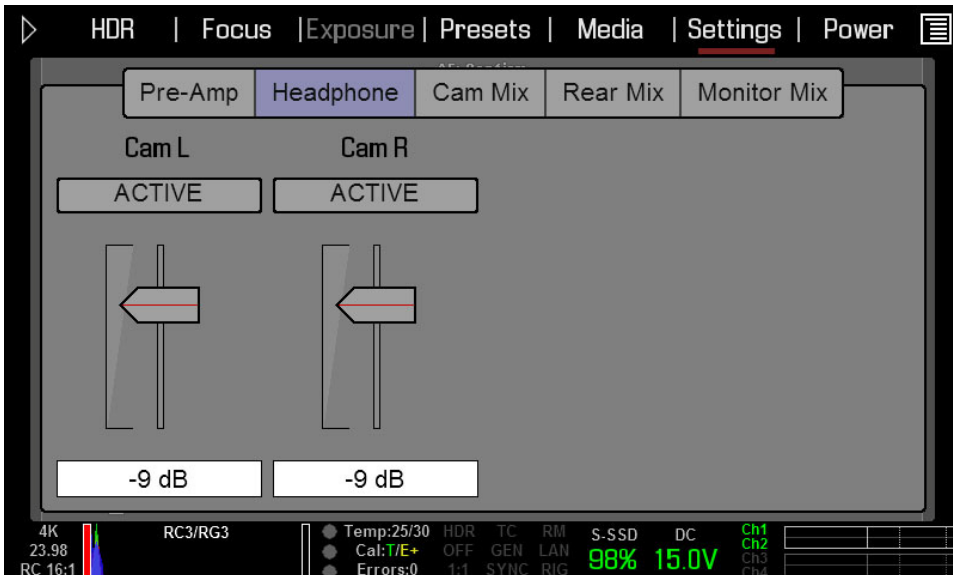 HDR | Focus | Exposure | Presets | Media | Settings | Power
Pre-Amp Headphone Cam Mix Rear Mix Monitor Mix
Cam L Cam R
ACTIVE ACTIVE
-9 dB -9 dB
4K RC3/RG3 Temp:25/30 HDR TC RM S-SSD DC Ch1
23.98 Cal:T/E+ OFF GEN LAN 98% 15.0V Ch2
RC 16:1 Errors:0 1:1 SYNC RIG Ch3
Ch4